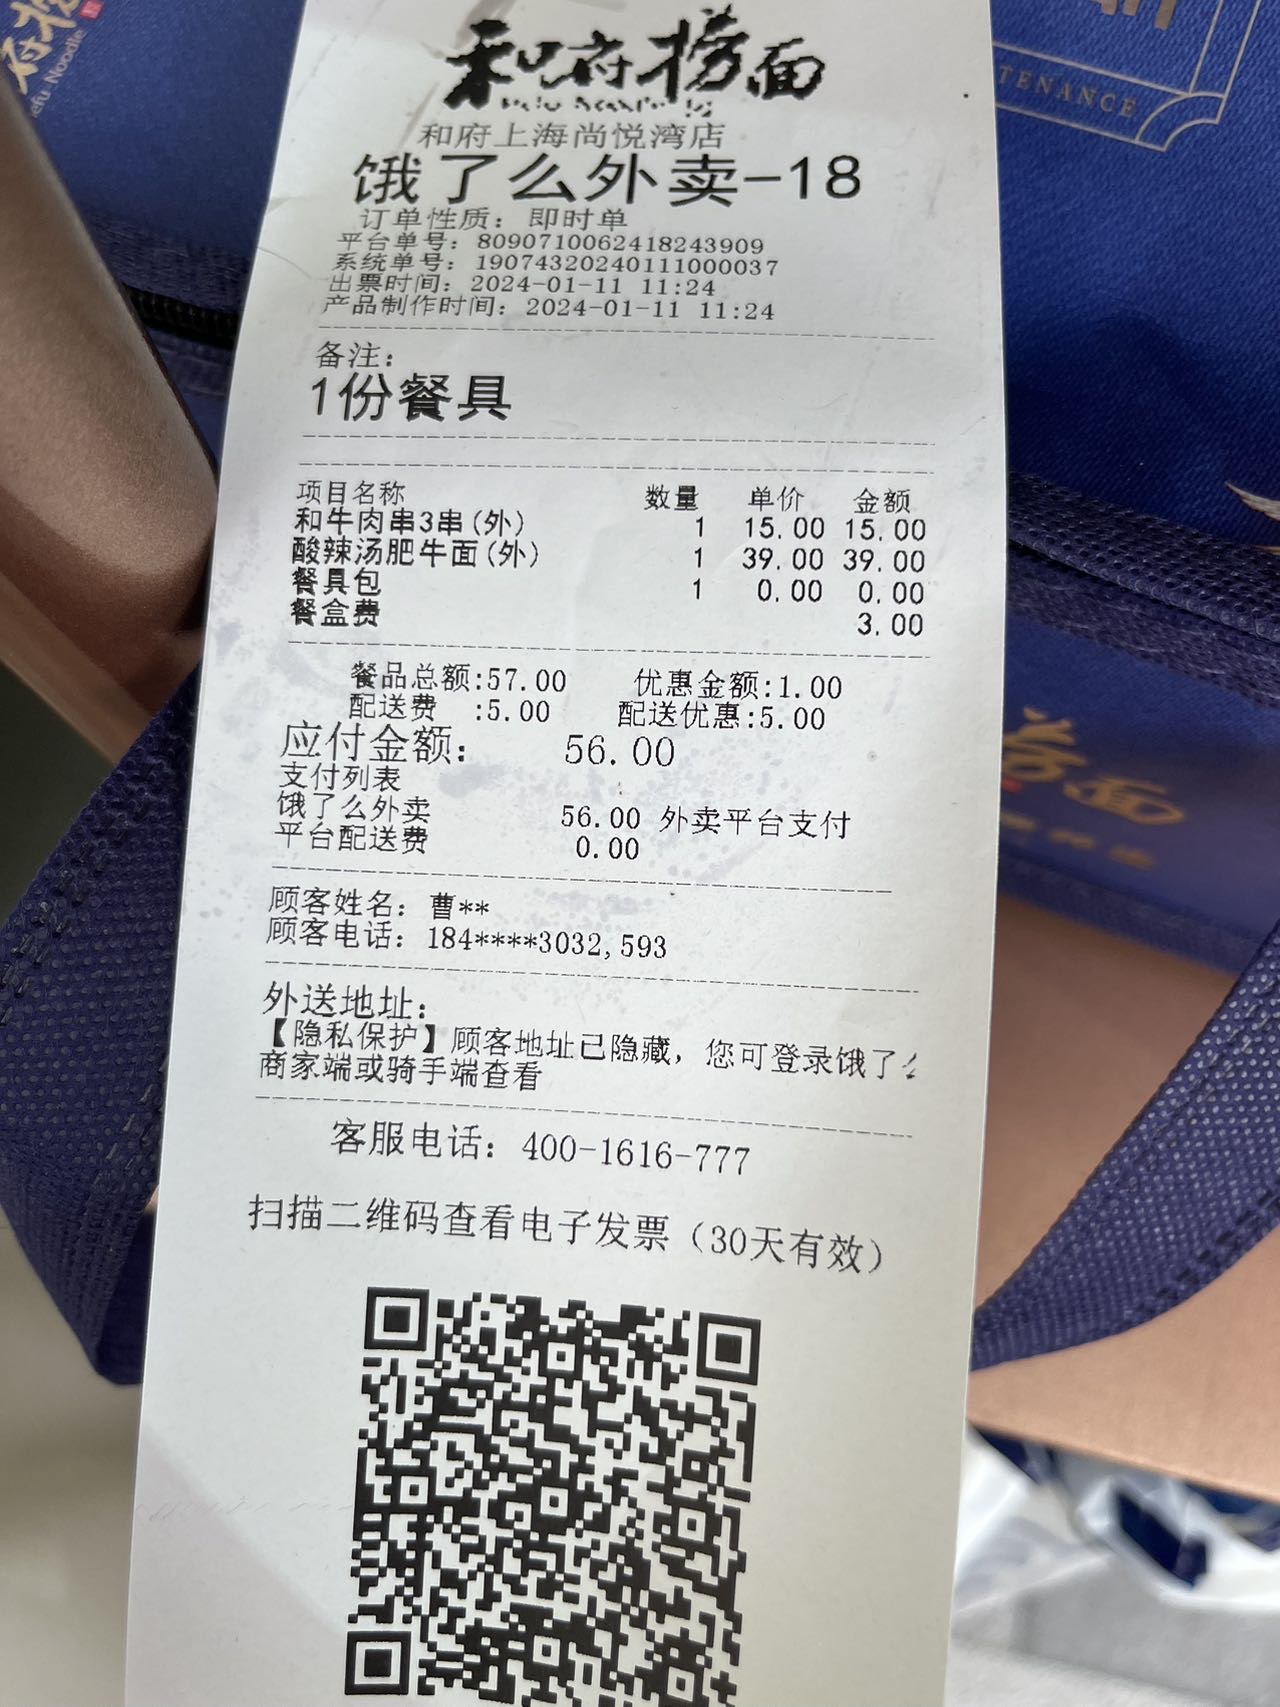 和府捞面
和府上海尚悦湾店
饿了么外卖-18
订单性质：即时单
平台单号：8090710062418243909
系统单号：19074320240111000037
出票时间：2024-01-11 11:24
产品制作时间：2024-01-11 11:24
备注：
1份餐具
项目名称 数量 单价 金额
和牛肉串3串(外) 1 15.00 15.00
酸辣汤肥牛面(外) 1 39.00 39.00
餐具包 1 0.00 0.00
餐盒费 3.00
餐品总额:57.00 优惠金额:1.00
配送费 :5.00 配送优惠:5.00
应付金额: 56.00
支付列表
饿了么外卖 56.00 外卖平台支付
平台配送费 0.00
顾客姓名：曹**
顾客电话：184****3032,593
外送地址：
【隐私保护】顾客地址已隐藏，您可登录饿了么
商家端或骑手端查看
客服电话：400-1616-777
扫描二维码查看电子发票（30天有效）
TENANCE
efu Noodle
捞面